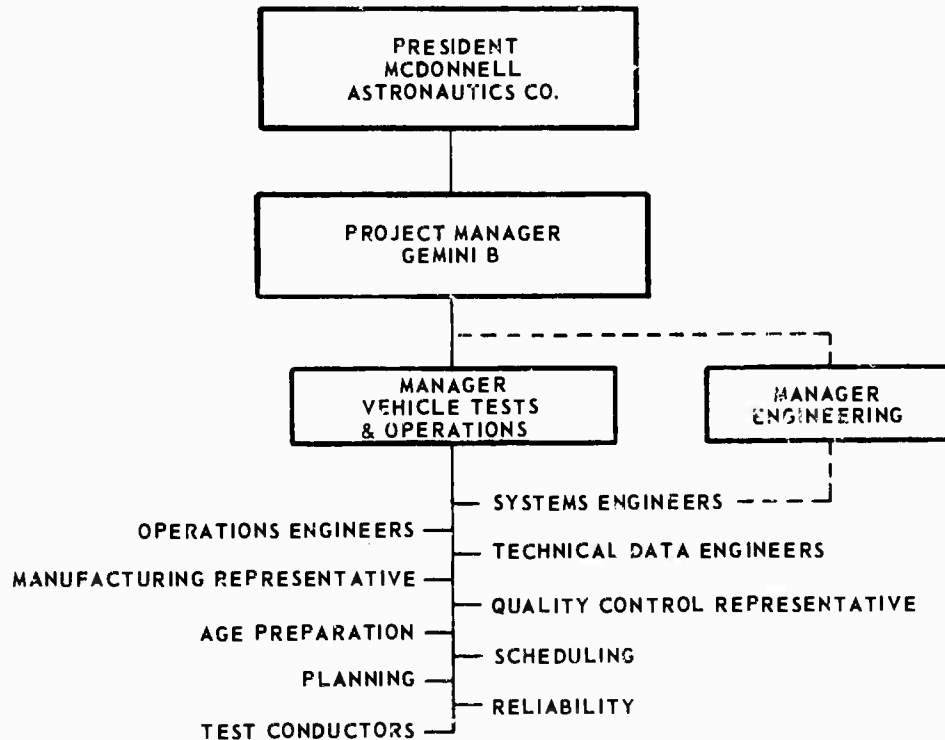 PRESIDENT
MCDONNELL
ASTRONAUTICS CO.
PROJECT MANAGER
GEMINI B
MANAGER
VEHICLE TESTS
& OPERATIONS
MANAGER
ENGINEERING
SYSTEMS ENGINEERS
OPERATIONS ENGINEERS
TECHNICAL DATA ENGINEERS
MANUFACTURING REPRESENTATIVE
QUALITY CONTROL REPRESENTATIVE
AGE PREPARATION
SCHEDULING
PLANNING
RELIABILITY
TEST CONDUCTORS